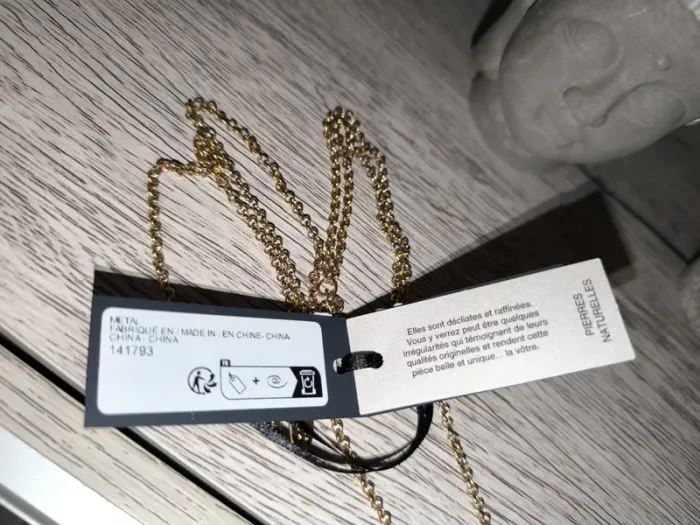 METAL
FABRIQUÉ EN / MADE IN : EN CHINE- CHINA-
CHINA - CHINA
141793
FR
Elles sont décliates et raffinées.
Vous y verrez peut être quelques
irrégularités qui témoignent de leurs
qualités originelles et rendent cette
pièce belle et unique... la vôtre.
PIERRES
NATURELLES